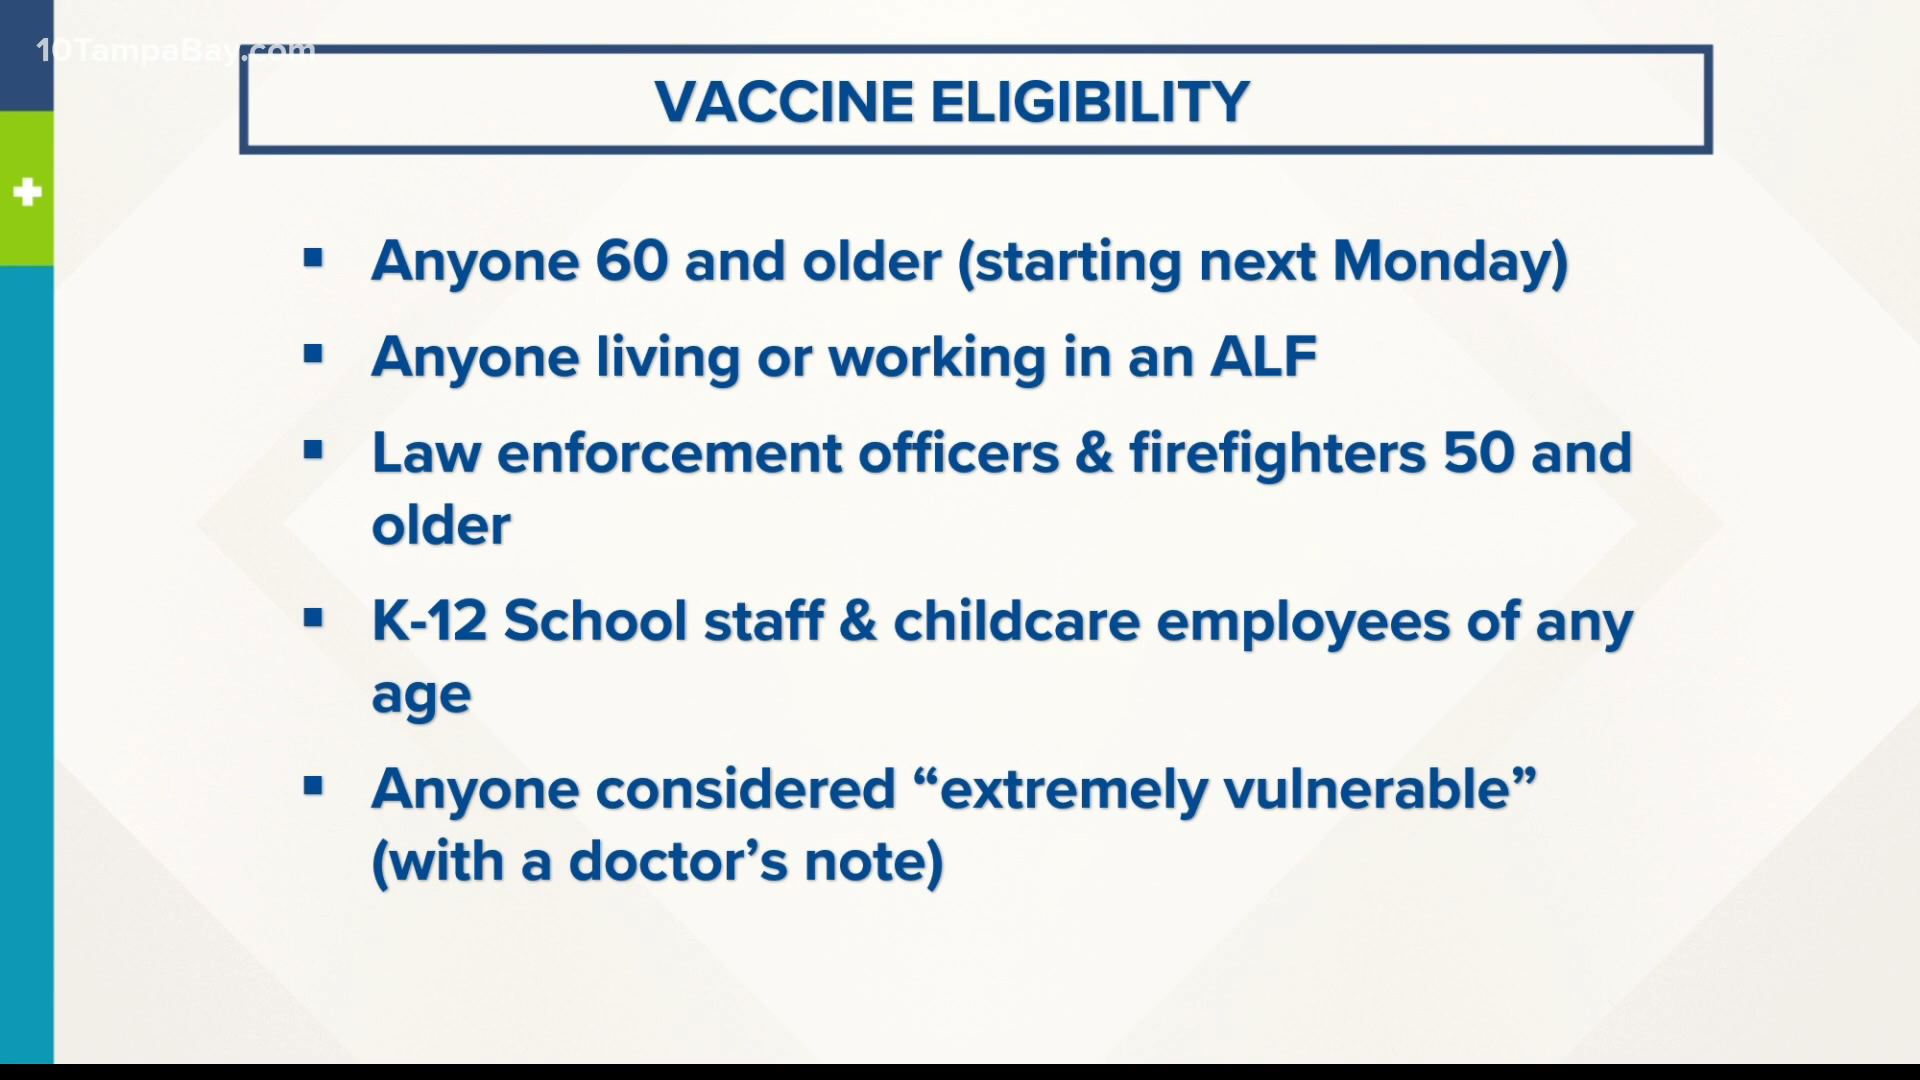 10TampaBay.com
VACCINE ELIGIBILITY
▪ Anyone 60 and older (starting next Monday)
▪ Anyone living or working in an ALF
▪ Law enforcement officers & firefighters 50 and
older
▪ K-12 School staff & childcare employees of any
age
▪ Anyone considered “extremely vulnerable”
(with a doctor’s note)